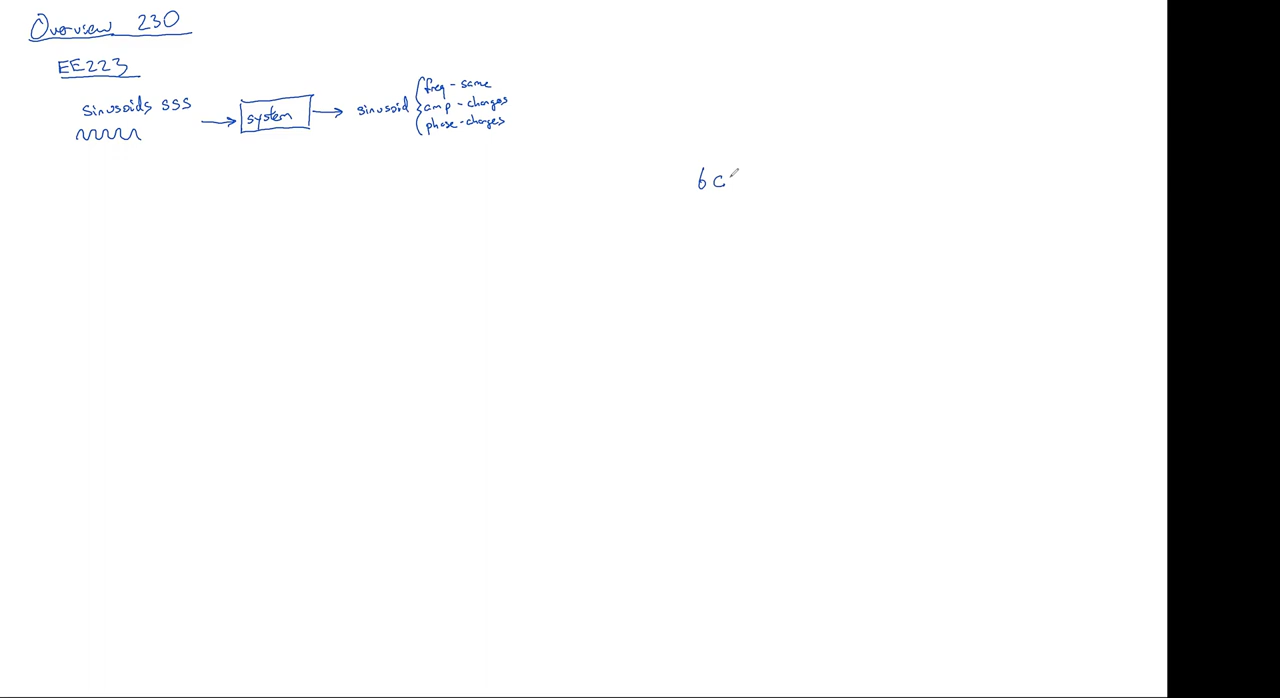 Overview 230
EE223
sinusoids SSS
system
sinusoid
freq - same
amp - changes
phase - changes
6c